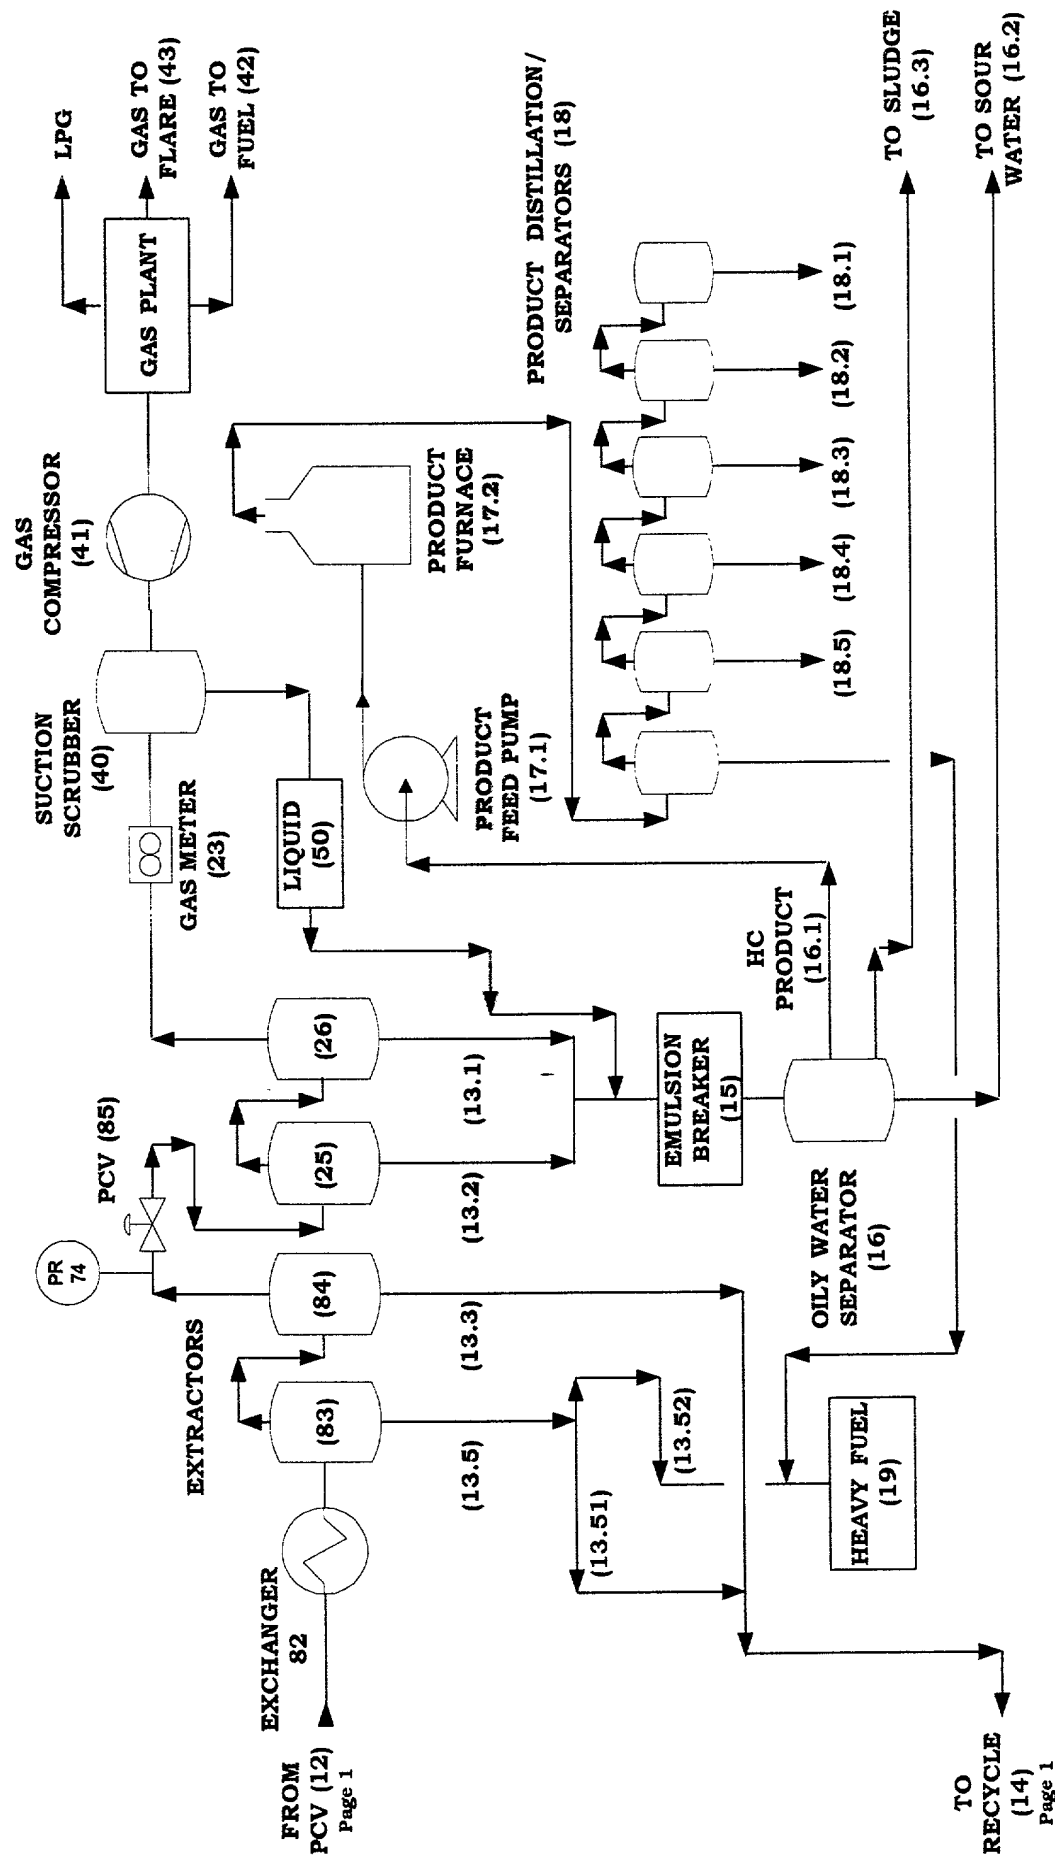 FROM
PCV (12)
Page 1
EXCHANGER
82
EXTRACTORS
(83)
(84)
PR
74
PCV (85)
(25)
(26)
(13.5)
(13.3)
(13.2)
(13.1)
(13.51)
(13.52)
GAS METER
(23)
SUCTION
SCRUBBER
(40)
GAS
COMPRESSOR
(41)
GAS PLANT
LPG
GAS TO
FLARE (43)
GAS TO
FUEL (42)
LIQUID
(50)
PRODUCT
FEED PUMP
(17.1)
PRODUCT
FURNACE
(17.2)
PRODUCT DISTILLATION/
SEPARATORS (18)
(18.5)
(18.4)
(18.3)
(18.2)
(18.1)
EMULSION
BREAKER
(15)
HC
PRODUCT
(16.1)
OILY WATER
SEPARATOR
(16)
HEAVY FUEL
(19)
TO SLUDGE
(16.3)
TO SOUR
WATER (16.2)
TO
RECYCLE
(14)
Page 1